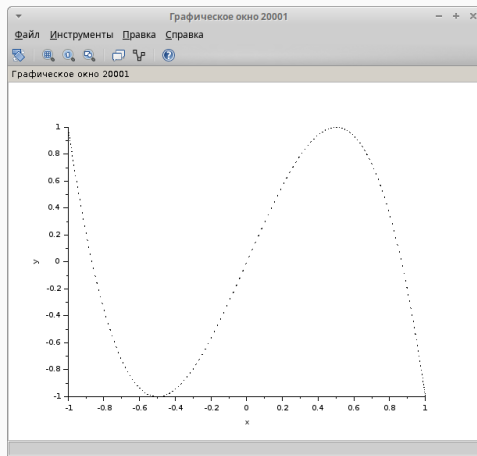 Графическое окно 20001
Файл Инструменты Правка Справка
Графическое окно 20001
1
0.8
0.6
0.4
0.2
0
-0.2
-0.4
-0.6
-0.8
-1
y
-1 -0.8 -0.6 -0.4 -0.2 0 0.2 0.4 0.6 0.8 1
x